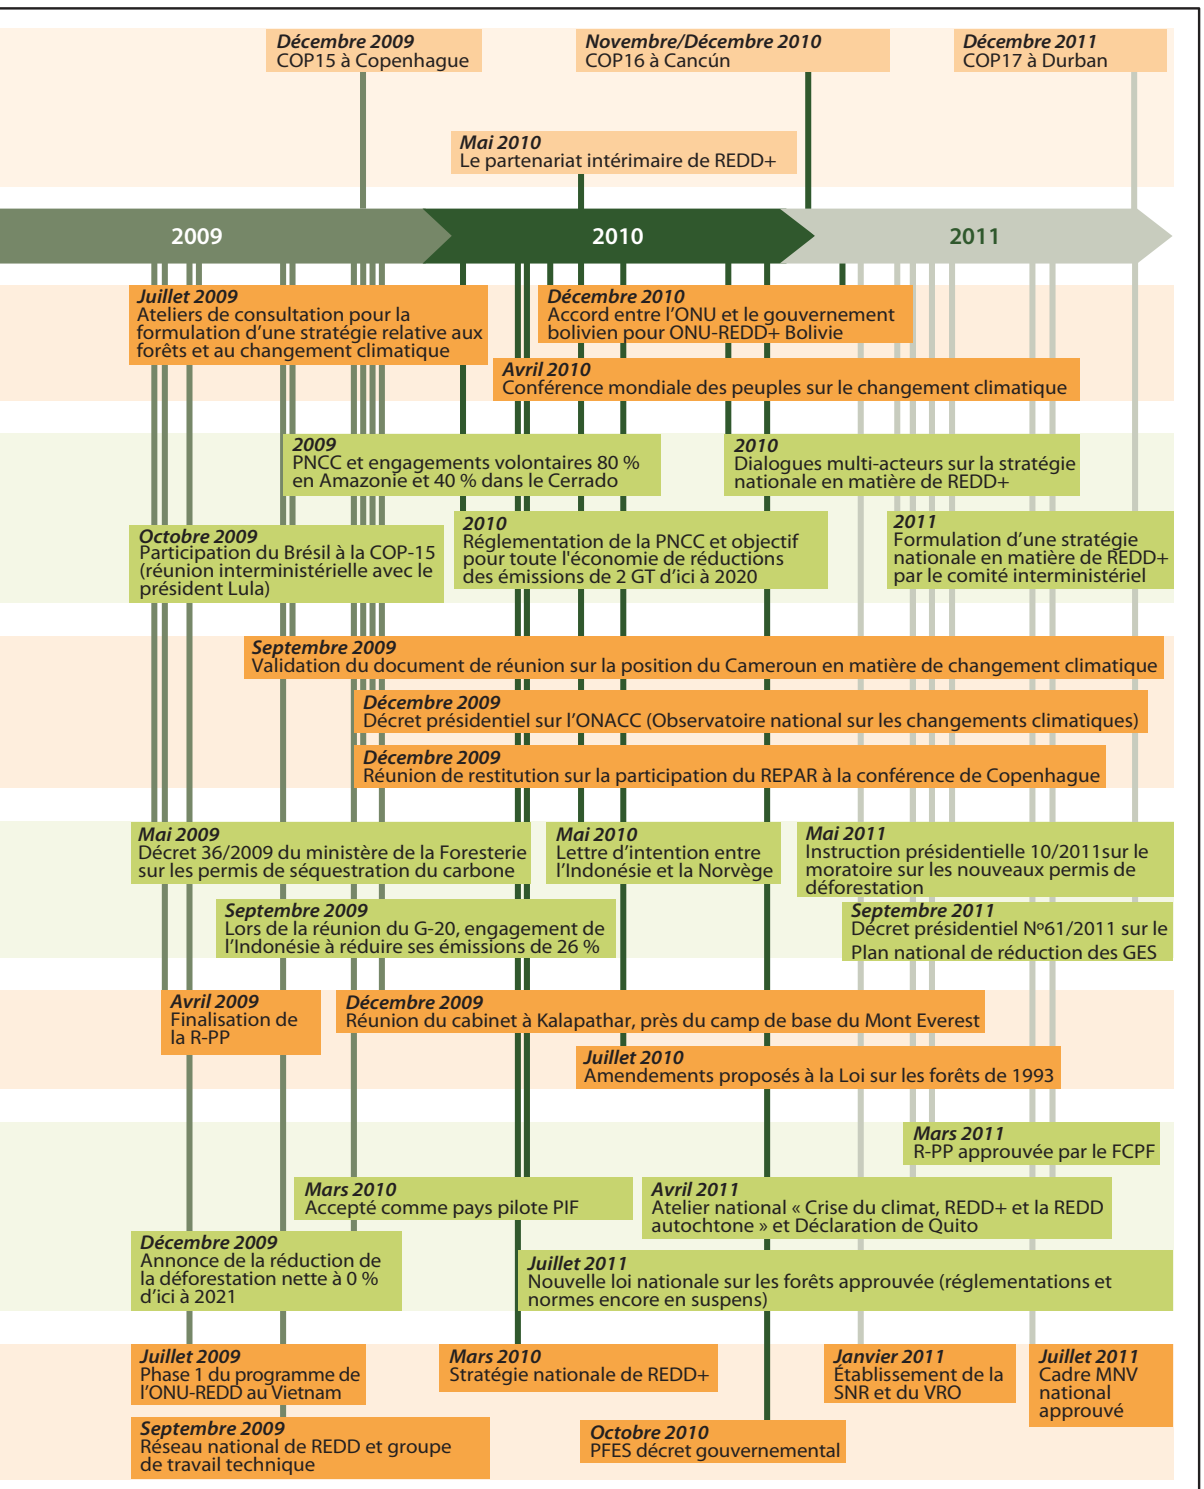 Décembre 2009
COP15 à Copenhague
Novembre/Décembre 2010
COP16 à Cancún
Décembre 2011
COP17 à Durban
Mai 2010
Le partenariat intérimaire de REDD+
2009
2010
2011
Juillet 2009
Ateliers de consultation pour la
formulation d’une stratégie relative aux
forêts et au changement climatique
Décembre 2010
Accord entre l’ONU et le gouvernement
bolivien pour ONU-REDD+ Bolivie
Avril 2010
Conférence mondiale des peuples sur le changement climatique
2009
PNCC et engagements volontaires 80 %
en Amazonie et 40 % dans le Cerrado
2010
Dialogues multi-acteurs sur la stratégie
nationale en matière de REDD+
Octobre 2009
Participation du Brésil à la COP-15
(réunion interministérielle avec le
président Lula)
2010
Réglementation de la PNCC et objectif
pour toute l'économie de réductions
des émissions de 2 GT d’ici à 2020
2011
Formulation d’une stratégie
nationale en matière de REDD+
par le comité interministériel
Septembre 2009
Validation du document de réunion sur la position du Cameroun en matière de changement climatique
Décembre 2009
Décret présidentiel sur l’ONACC (Observatoire national sur les changements climatiques)
Décembre 2009
Réunion de restitution sur la participation du REPAR à la conférence de Copenhague
Mai 2009
Décret 36/2009 du ministère de la Foresterie
sur les permis de séquestration du carbone
Mai 2010
Lettre d’intention entre
l’Indonésie et la Norvège
Mai 2011
Instruction présidentielle 10/2011sur le
moratoire sur les nouveaux permis de
déforestation
Septembre 2009
Lors de la réunion du G-20, engagement de
l’Indonésie à réduire ses émissions de 26 %
Septembre 2011
Décret présidentiel Nº61/2011 sur le
Plan national de réduction des GES
Avril 2009
Finalisation de
la R-PP
Décembre 2009
Réunion du cabinet à Kalapathar, près du camp de base du Mont Everest
Juillet 2010
Amendements proposés à la Loi sur les forêts de 1993
Mars 2011
R-PP approuvée par le FCPF
Mars 2010
Accepté comme pays pilote PIF
Avril 2011
Atelier national « Crise du climat, REDD+ et la REDD
autochtone » et Déclaration de Quito
Décembre 2009
Annonce de la réduction de
la déforestation nette à 0 %
d’ici à 2021
Juillet 2011
Nouvelle loi nationale sur les forêts approuvée (réglementations et
normes encore en suspens)
Juillet 2009
Phase 1 du programme de
l’ONU-REDD au Vietnam
Mars 2010
Stratégie nationale de REDD+
Janvier 2011
Établissement de la
SNR et du VRO
Juillet 2011
Cadre MNV
national
approuvé
Septembre 2009
Réseau national de REDD et groupe
de travail technique
Octobre 2010
PFES décret gouvernemental